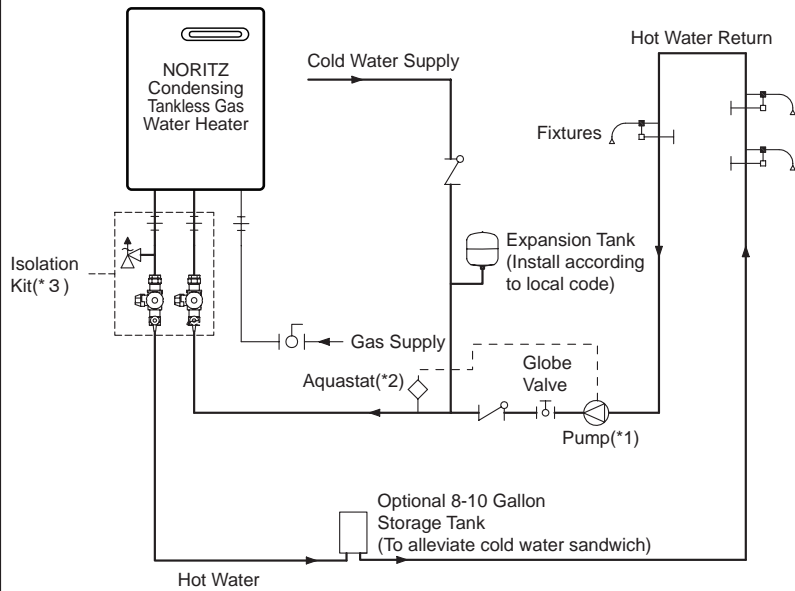 NORITZ
Condensing
Tankless Gas
Water Heater
Cold Water Supply
Hot Water Return
Fixtures
Isolation
Kit(*3)
Expansion Tank
(Install according
to local code)
Gas Supply
Aquastat(*2)
Globe
Valve
Pump(*1)
Optional 8-10 Gallon
Storage Tank
(To alleviate cold water sandwich)
Hot Water